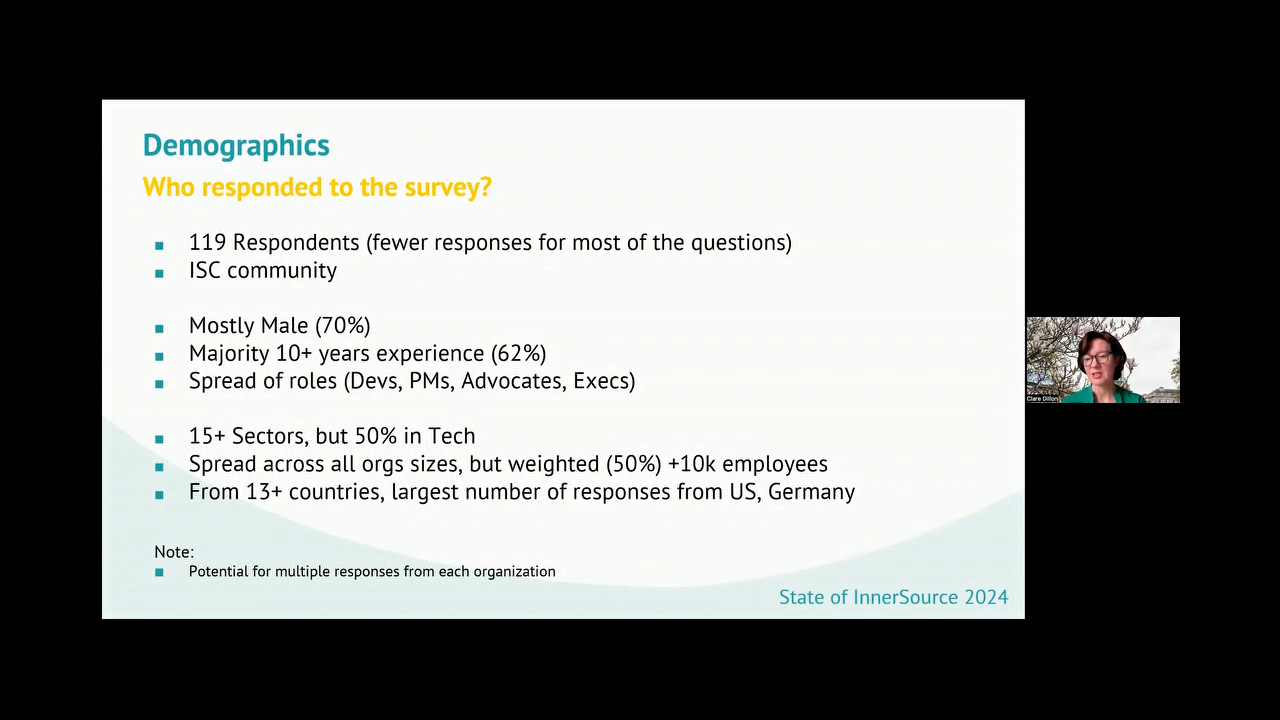 Demographics
Who responded to the survey?
■ 119 Respondents (fewer responses for most of the questions)
■ ISC community
■ Mostly Male (70%)
■ Majority 10+ years experience (62%)
■ Spread of roles (Devs, PMs, Advocates, Execs)
■ 15+ Sectors, but 50% in Tech
■ Spread across all orgs sizes, but weighted (50%) +10k employees
■ From 13+ countries, largest number of responses from US, Germany
Note:
■ Potential for multiple responses from each organization
State of InnerSource 2024
Clare Dillon